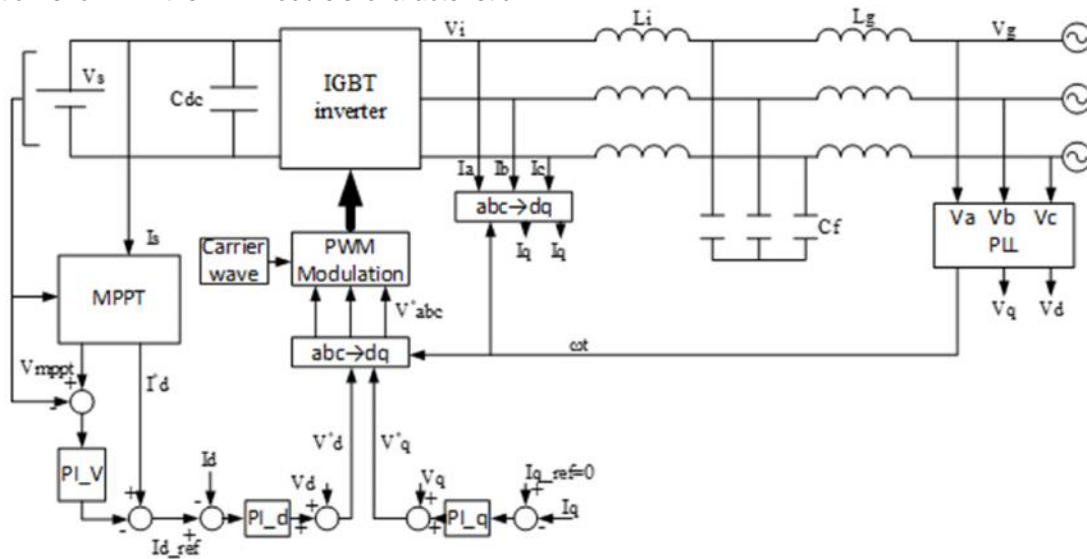 Vi
Li
Lg
Vg
Vs
Cdc
IGBT
inverter
Ia
Ib
Ic
abc→dq
Iq
Iq
Cf
Va Vb Vc
PLL
Vq
Vd
Is
Carrier
wave
PWM
Modulation
MPPT
V*abc
abc→dq
ωt
Vmppt
+
-
I*d
PI_V
V*d
V*q
Id
Vd
Vq
Iq_ref=0
+
-
-
+
Id_ref
+
PI_d
+
+
+
+
PI_q
+
-
Iq